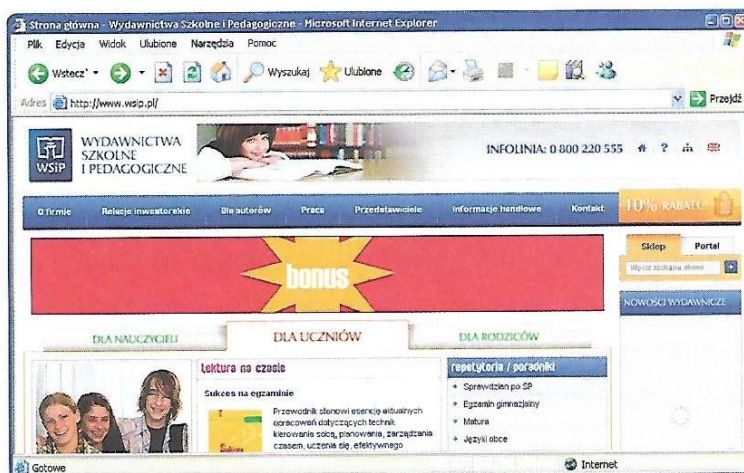 Strona główna - Wydawnictwa Szkolne i Pedagogiczne - Microsoft Internet Explorer
Plik Edycja Widok Ulubione Narzędzia Pomoc
Wstecz Wyszukaj Ulubione
Adres http://www.wsip.pl/ Przejdź
WSiP
WYDAWNICTWA
SZKOLNE
I PEDAGOGICZNE
INFOLINIA: 0 800 220 555 ?
O firmie Relacje inwestorskie Dla autorów Praca Przedstawiciele Informacje handlowe Kontakt 10% RABATU!
bonus
Sklep Portal
Wpisz szukane słowo
NOWOŚCI WYDAWNICZE
DLA NAUCZYCIELI DLA UCZNIÓW DLA RODZICÓW
Lektura na czasie
Sukces na egzaminie
Przewodnik stanowi esencję aktualnych
opracowań dotyczących technik
kierowania sobą, planowania, zarządzania
czasem, uczenia się, efektywnego
Sukces
repetytoria / poradniki
Sprawdzian po SP
Egzamin gimnazjalny
Matura
Języki obce
Gotowe Internet